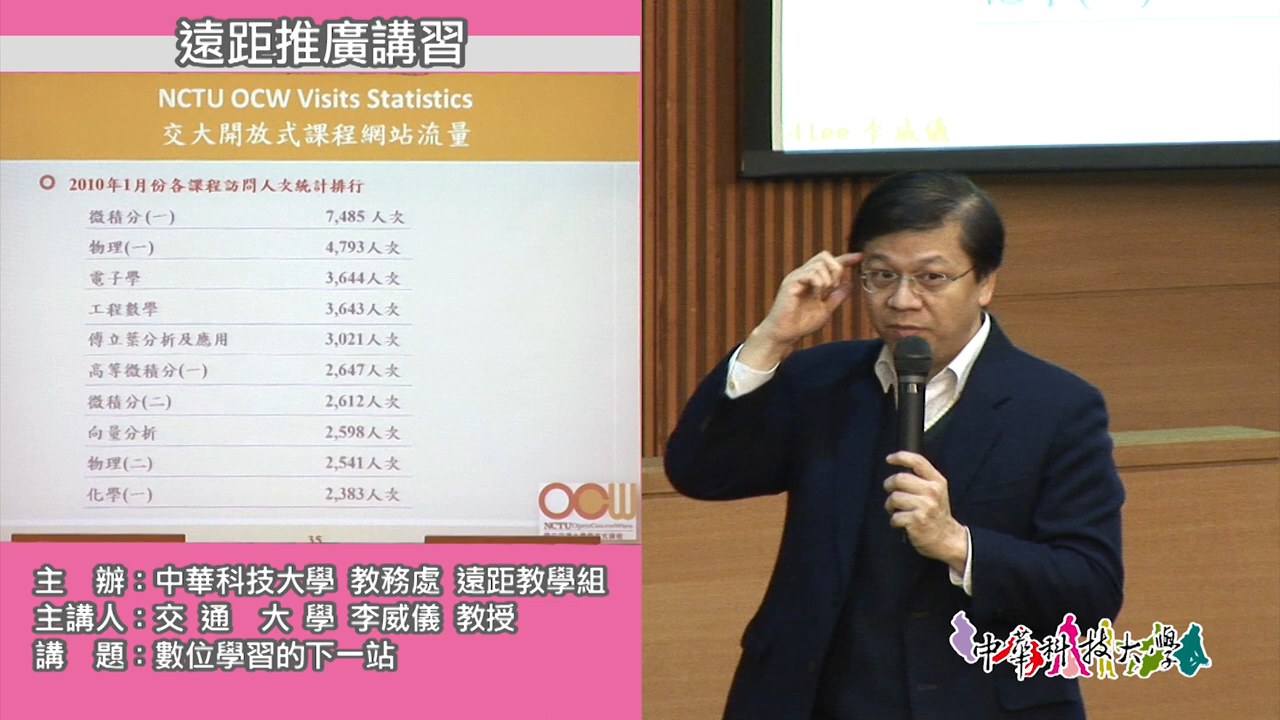 遠距推廣講習
NCTU OCW Visits Statistics
交大開放式課程網站流量
2010年1月份各課程訪問人次統計排行
微積分(一) 7,485 人次
物理(一) 4,793人次
電子學 3,644人次
工程數學 3,643人次
傅立葉分析及應用 3,021人次
高等微積分(一) 2,647人次
微積分(二) 2,612人次
向量分析 2,598人次
物理(二) 2,541人次
化學(一) 2,383人次
OCW
NCTU OpenCourseWare
35
主 辦：中華科技大學 教務處 遠距教學組
主講人：交 通 大 學 李威儀 教授
講 題：數位學習的下一站
李威儀
中華科技大學